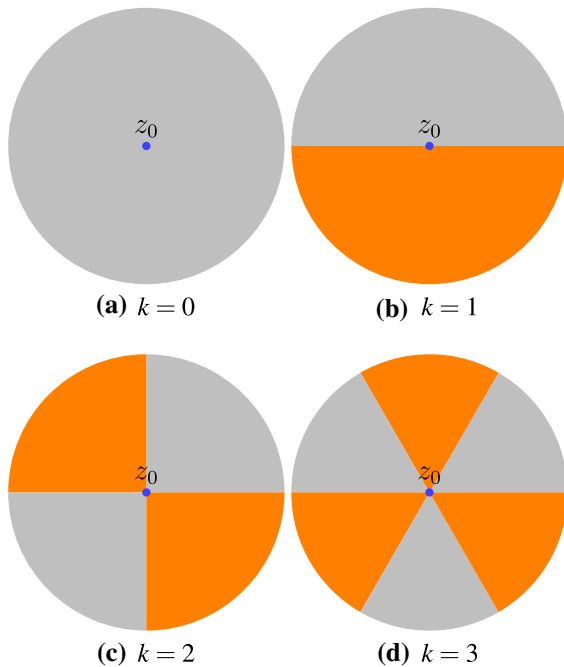 z₀ z₀
(a) k = 0 (b) k = 1
z₀ z₀
(c) k = 2 (d) k = 3